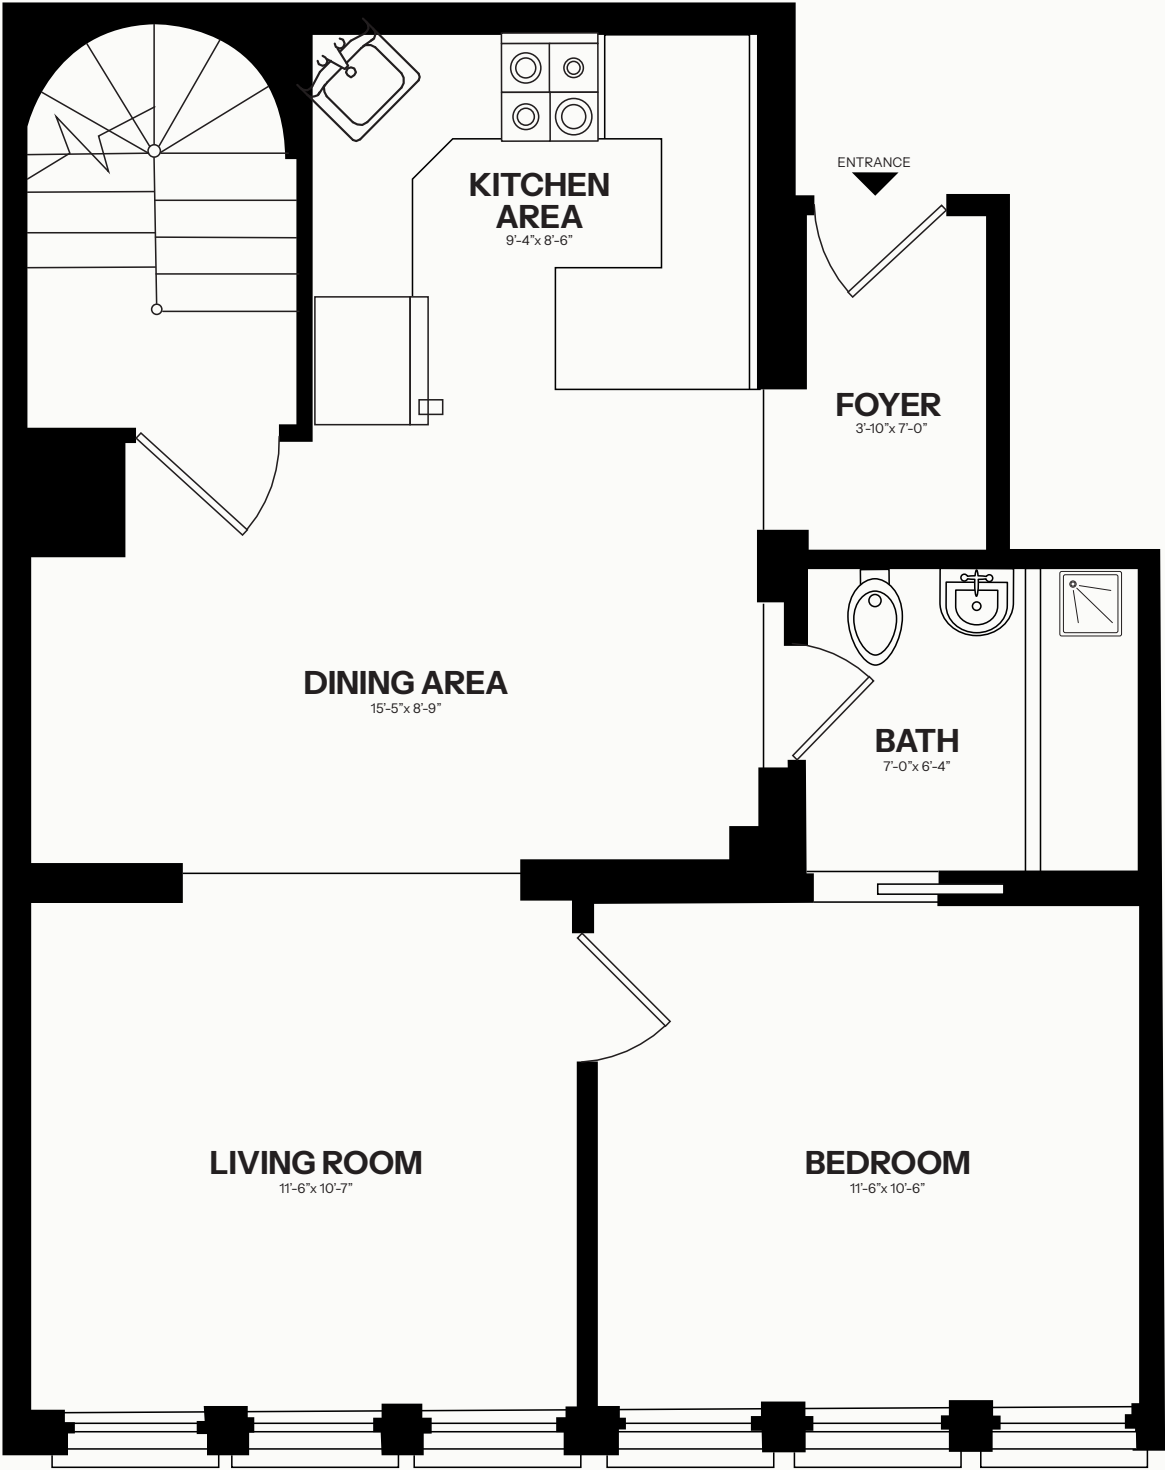 ENTRANCE
KITCHEN
AREA
9'-4"x 8'-6"
FOYER
3'-10"x 7'-0"
DINING AREA
15'-5"x 8'-9"
BATH
7'-0"x 6'-4"
LIVING ROOM
11'-6"x 10'-7"
BEDROOM
11'-6"x 10'-6"